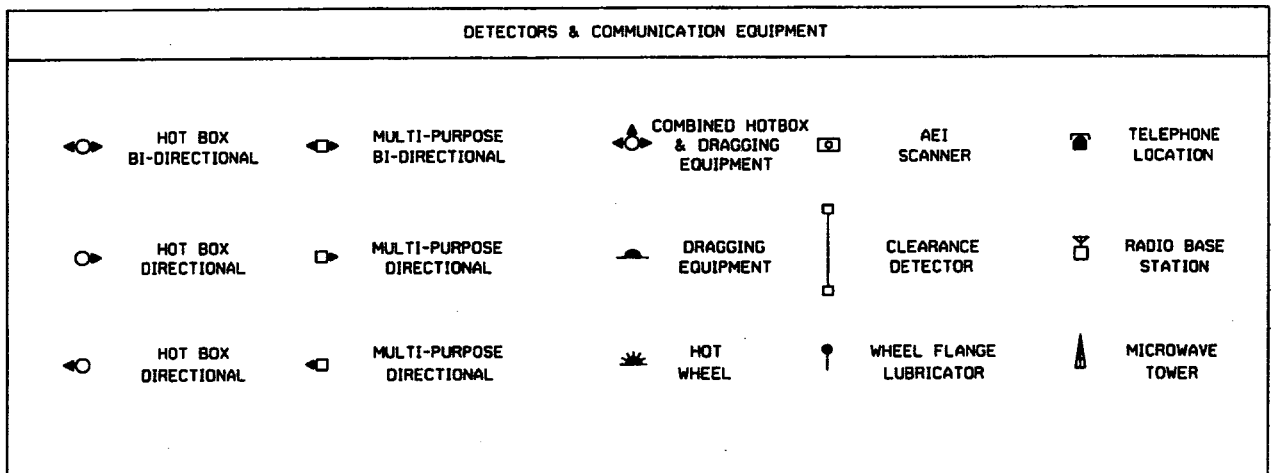 DETECTORS & COMMUNICATION EQUIPMENT
HOT BOX
BI-DIRECTIONAL
MULTI-PURPOSE
BI-DIRECTIONAL
COMBINED HOTBOX
& DRAGGING
EQUIPMENT
AEI
SCANNER
TELEPHONE
LOCATION
HOT BOX
DIRECTIONAL
MULTI-PURPOSE
DIRECTIONAL
DRAGGING
EQUIPMENT
CLEARANCE
DETECTOR
RADIO BASE
STATION
HOT BOX
DIRECTIONAL
MULTI-PURPOSE
DIRECTIONAL
HOT
WHEEL
WHEEL FLANGE
LUBRICATOR
MICROWAVE
TOWER